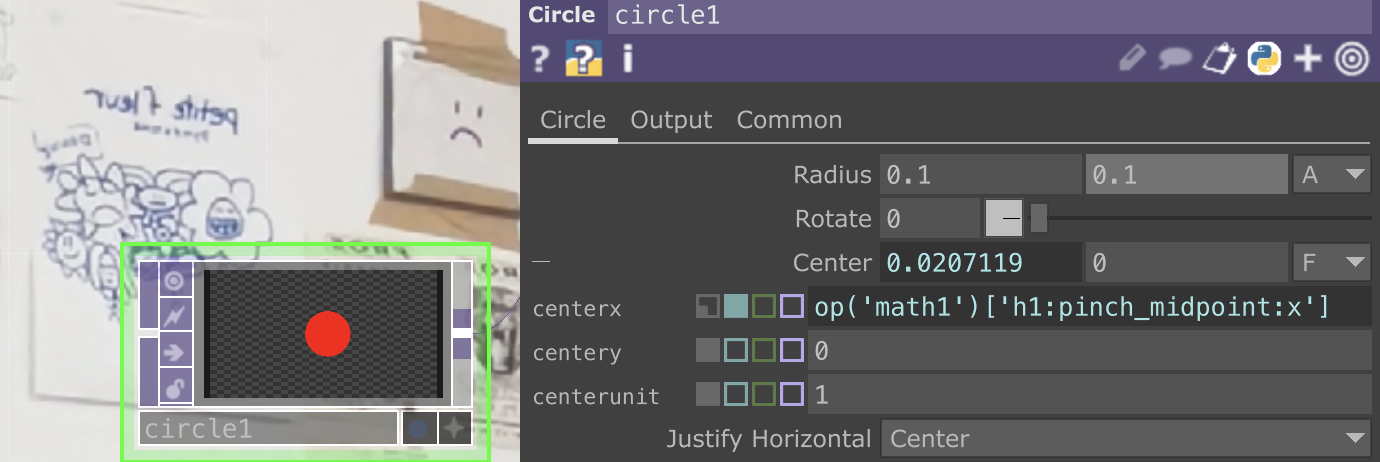 Circle circle1
? ? i
Circle Output Common
Radius 0.1 0.1 A
Rotate 0
Center 0.0207119 0 F
centerx op('math1')['h1:pinch_midpoint:x']
centery 0
centerunit 1
Justify Horizontal Center
petite fleur
circle1